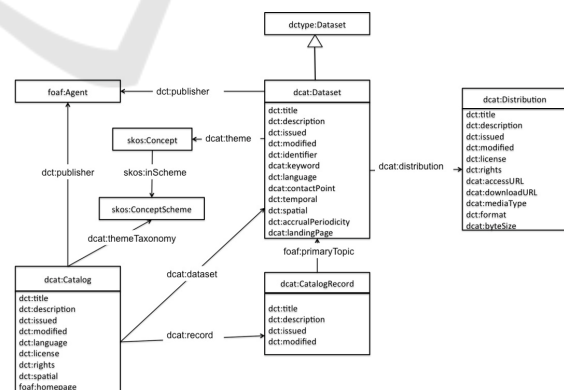 dctype:Dataset
foaf:Agent
dct:publisher
dcat:Dataset
dct:title
dct:description
dct:issued
dct:modified
dct:identifier
dcat:keyword
dct:language
dcat:contactPoint
dct:temporal
dct:spatial
dct:accrualPeriodicity
dcat:landingPage
dcat:Distribution
dct:title
dct:description
dct:issued
dct:modified
dct:license
dct:rights
dcat:accessURL
dcat:downloadURL
dcat:mediaType
dct:format
dcat:byteSize
skos:Concept
dcat:theme
dcat:distribution
dct:publisher
skos:inScheme
skos:ConceptScheme
dcat:themeTaxonomy
foaf:primaryTopic
dcat:dataset
dcat:Catalog
dct:title
dct:description
dct:issued
dct:modified
dct:language
dct:license
dct:rights
dct:spatial
foaf:homepage
dcat:record
dcat:CatalogRecord
dct:title
dct:description
dct:issued
dct:modified